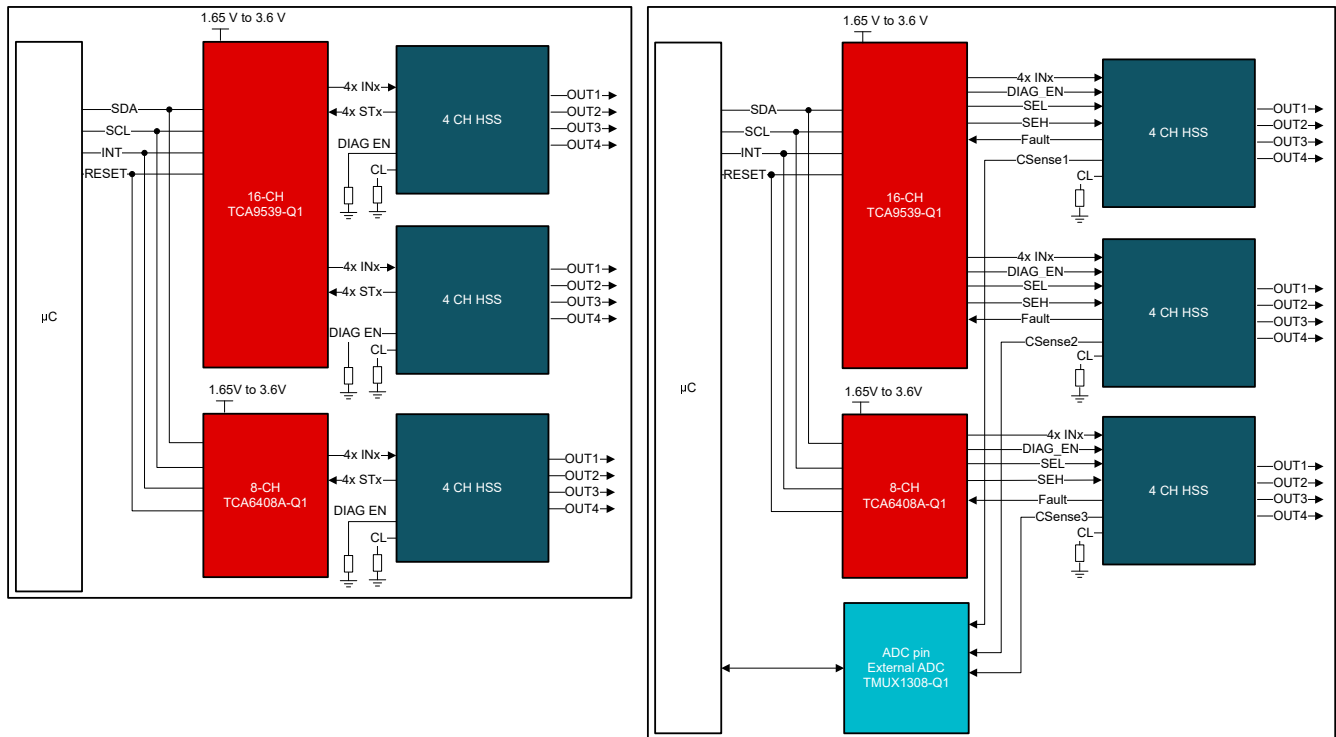 1.65 V to 3.6 V
µC
SDA
SCL
INT
RESET
16-CH
TCA9539-Q1
4x INx
4x STx
DIAG EN
CL
4 CH HSS
OUT1
OUT2
OUT3
OUT4
4x INx
4x STx
DIAG EN
CL
4 CH HSS
OUT1
OUT2
OUT3
OUT4
1.65V to 3.6V
8-CH
TCA6408A-Q1
4x INx
4x STx
DIAG EN
CL
4 CH HSS
OUT1
OUT2
OUT3
OUT4
1.65 V to 3.6 V
µC
SDA
SCL
INT
RESET
16-CH
TCA9539-Q1
4x INx
DIAG_EN
SEL
SEH
Fault
CSense1
CL
4 CH HSS
OUT1
OUT2
OUT3
OUT4
4x INx
DIAG_EN
SEL
SEH
Fault
CSense2
CL
4 CH HSS
OUT1
OUT2
OUT3
OUT4
1.65V to 3.6V
8-CH
TCA6408A-Q1
4x INx
DIAG_EN
SEL
SEH
Fault
CSense3
CL
4 CH HSS
OUT1
OUT2
OUT3
OUT4
ADC pin
External ADC
TMUX1308-Q1